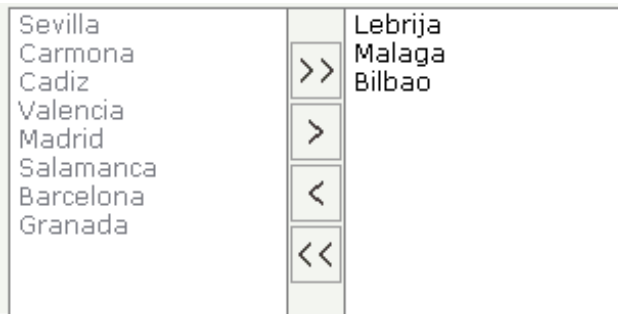 Sevilla
Carmona
Cadiz
Valencia
Madrid
Salamanca
Barcelona
Granada
>>
>
<
<<
Lebrija
Malaga
Bilbao